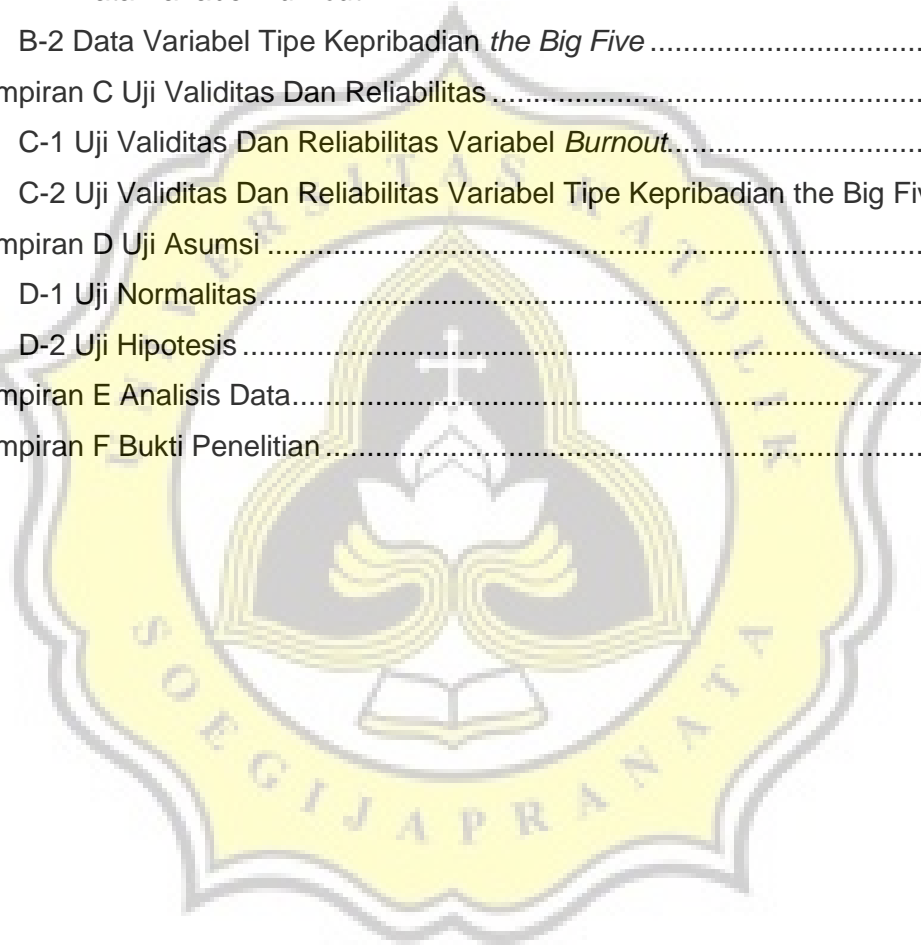 B-2 Data Variabel Tipe Kepribadian the Big Five ..................................
mpiran C Uji Validitas Dan Reliabilitas ......................................................
C-1 Uji Validitas Dan Reliabilitas Variabel Burnout................................
C-2 Uji Validitas Dan Reliabilitas Variabel Tipe Kepribadian the Big Fiv
mpiran D Uji Asumsi ..................................................................................
D-1 Uji Normalitas...................................................................................
D-2 Uji Hipotesis .....................................................................................
mpiran E Analisis Data...............................................................................
mpiran F Bukti Penelitian ...........................................................................
UNIVERSITAS KATOLIK
SOEGIJAPRANATA